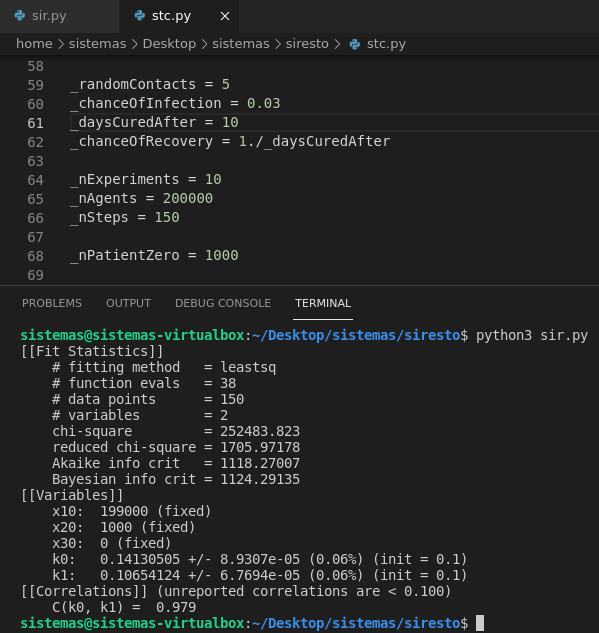 sir.py stc.py ×
home > sistemas > Desktop > sistemas > siresto > stc.py
58
59 _randomContacts = 5
60 _chanceOfInfection = 0.03
61 _daysCuredAfter = 10
62 _chanceOfRecovery = 1./_daysCuredAfter
63
64 _nExperiments = 10
65 _nAgents = 200000
66 _nSteps = 150
67
68 _nPatientZero = 1000
69
PROBLEMS OUTPUT DEBUG CONSOLE TERMINAL
sistemas@sistemas-virtualbox:~/Desktop/sistemas/siresto$ python3 sir.py
[[Fit Statistics]]
    # fitting method   = leastsq
    # function evals   = 38
    # data points      = 150
    # variables        = 2
    chi-square         = 252483.823
    reduced chi-square = 1705.97178
    Akaike info crit   = 1118.27007
    Bayesian info crit = 1124.29135
[[Variables]]
    x10:  199000 (fixed)
    x20:  1000 (fixed)
    x30:  0 (fixed)
    k0:   0.14130505 +/- 8.9307e-05 (0.06%) (init = 0.1)
    k1:   0.10654124 +/- 6.7694e-05 (0.06%) (init = 0.1)
[[Correlations]] (unreported correlations are < 0.100)
    C(k0, k1) =  0.979
sistemas@sistemas-virtualbox:~/Desktop/sistemas/siresto$